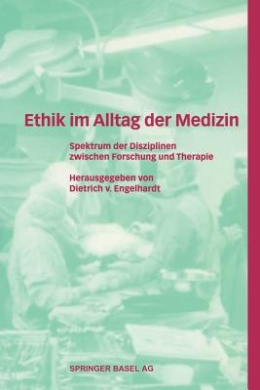 Ethik im Alltag der Medizin
Spektrum der Disziplinen
zwischen Forschung und Therapie
Herausgegeben von
Dietrich v. Engelhardt
SPRINGER BASEL AG